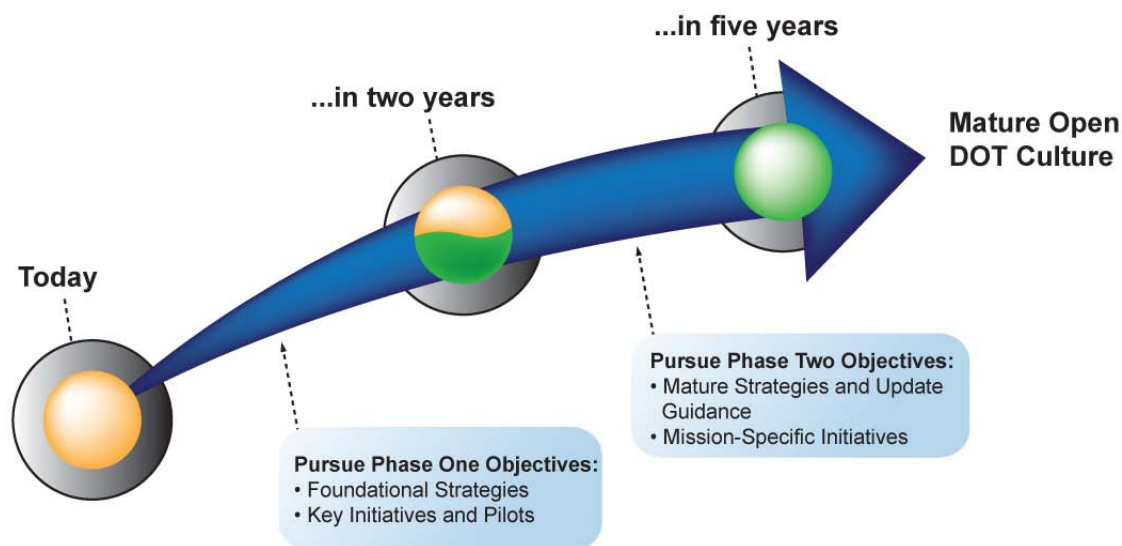 ...in five years
...in two years
Mature Open
DOT Culture
Today
Pursue Phase Two Objectives:
• Mature Strategies and Update
Guidance
• Mission-Specific Initiatives
Pursue Phase One Objectives:
• Foundational Strategies
• Key Initiatives and Pilots